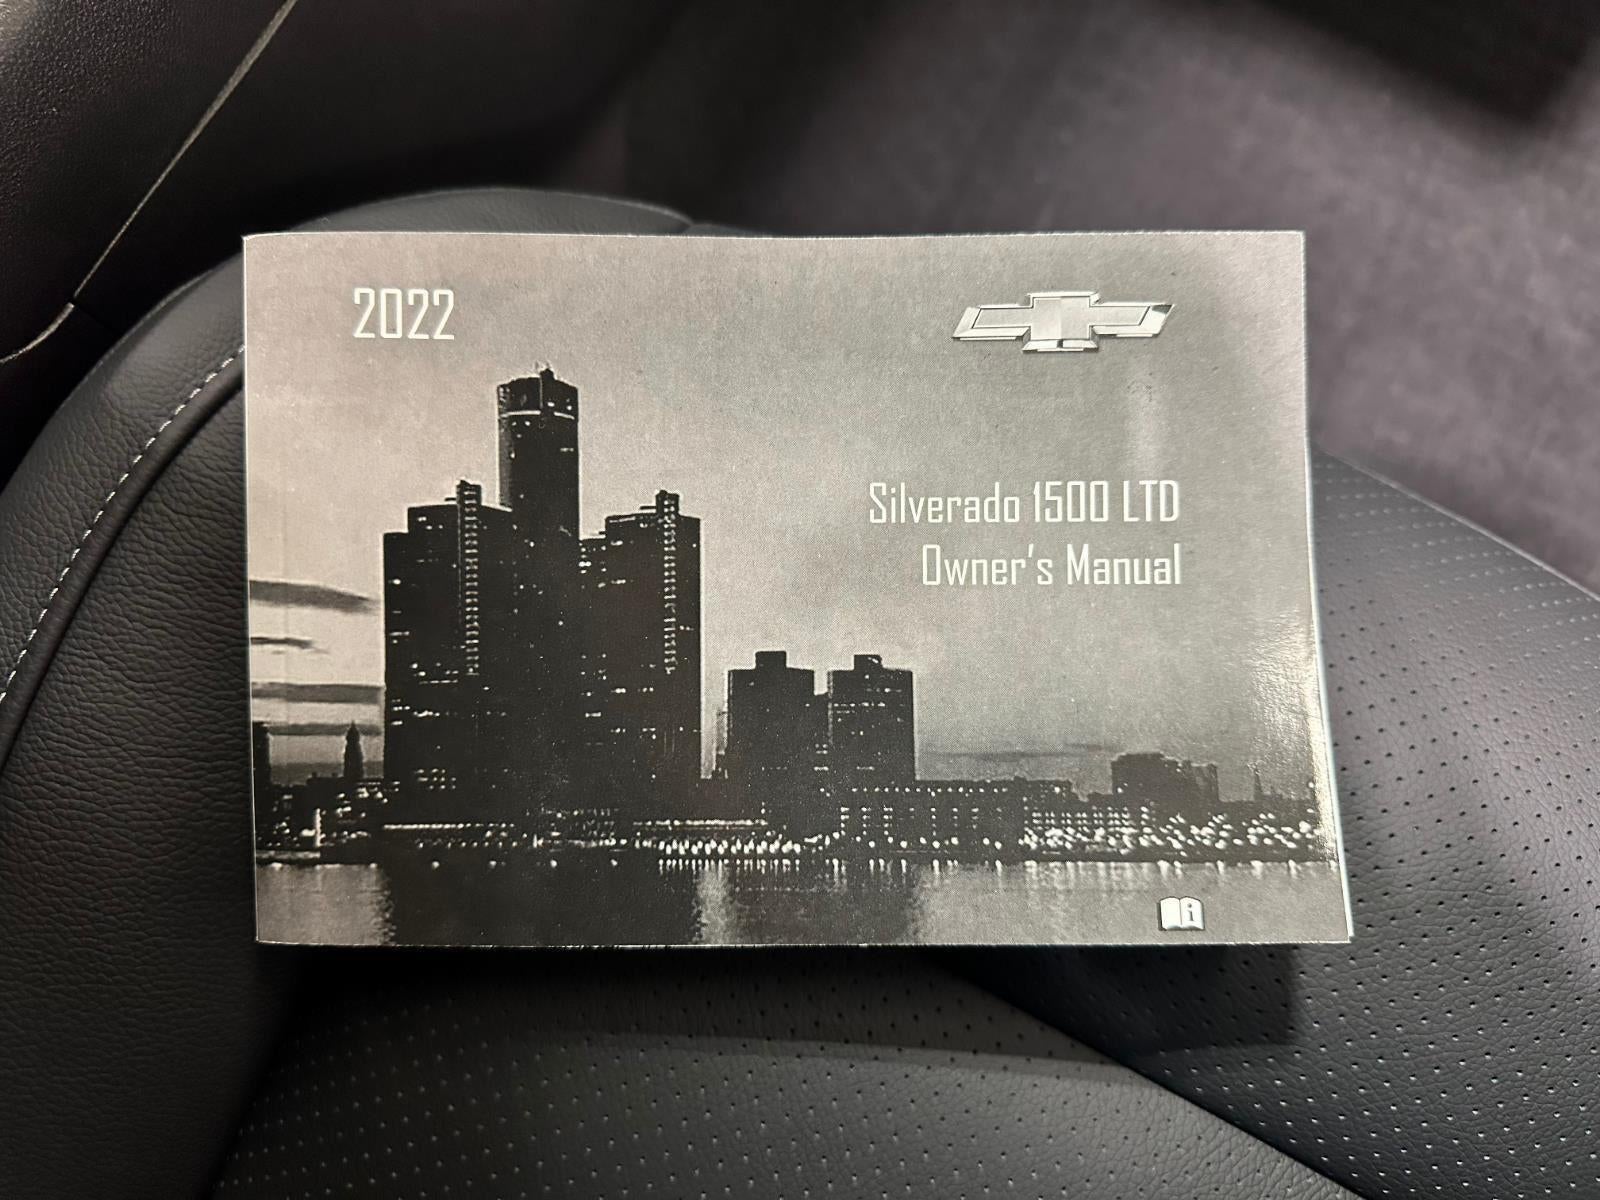 2022
Silverado 1500 LTD
Owner's Manual